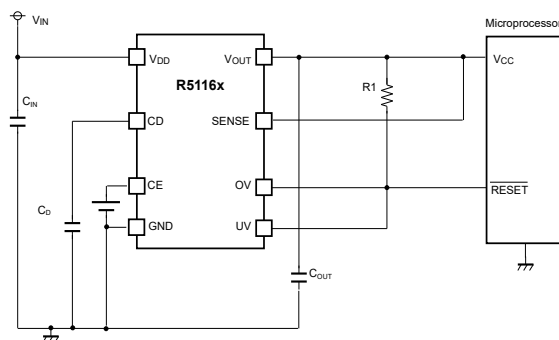 VIN
Microprocessor
VDD
VOUT
VCC
R5116x
R1
CIN
CD
SENSE
CE
OV
RESET
CD
GND
UV
COUT